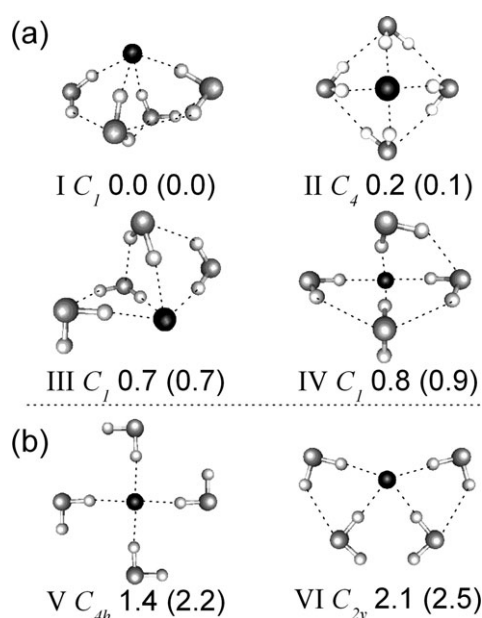 (a)
I C₁ 0.0 (0.0)
II C₄ 0.2 (0.1)
III C₁ 0.7 (0.7)
IV C₁ 0.8 (0.9)
(b)
V C₄ₕ 1.4 (2.2)
VI C₂ᵥ 2.1 (2.5)